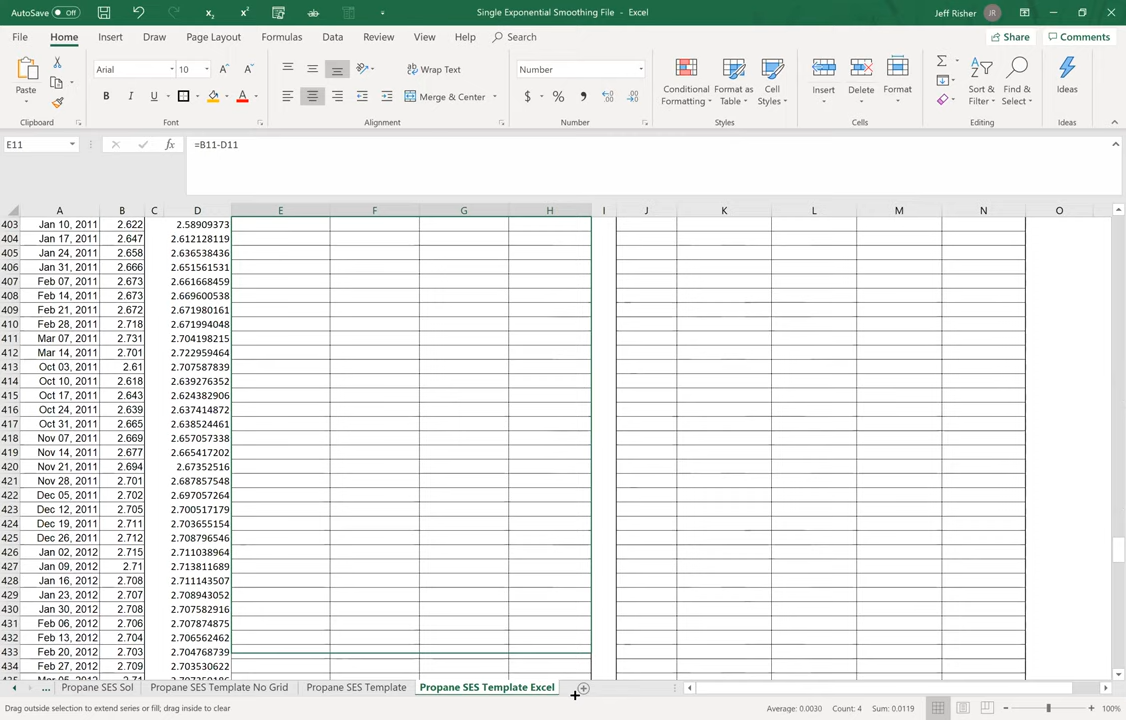 AutoSave Off Single Exponential Smoothing File - Excel Jeff Risher JR
File Home Insert Draw Page Layout Formulas Data Review View Help Search Share Comments
Paste Arial 10 Wrap Text Number Conditional Formatting Format as Table Cell Styles Insert Delete Format Sort & Filter Find & Select Ideas
B I U A Merge & Center $ %
Clipboard Font Alignment Number Styles Cells Editing Ideas
E11 fx =B11-D11
A B C D E F G H I J K L M N O
403 Jan 10, 2011 2.622 2.58909373
404 Jan 17, 2011 2.647 2.612128119
405 Jan 24, 2011 2.658 2.636538436
406 Jan 31, 2011 2.666 2.651561531
407 Feb 07, 2011 2.673 2.661668459
408 Feb 14, 2011 2.673 2.669600538
409 Feb 21, 2011 2.672 2.671980161
410 Feb 28, 2011 2.718 2.671994048
411 Mar 07, 2011 2.731 2.704198215
412 Mar 14, 2011 2.701 2.722959464
413 Oct 03, 2011 2.61 2.707587839
414 Oct 10, 2011 2.618 2.639276352
415 Oct 17, 2011 2.643 2.624382906
416 Oct 24, 2011 2.639 2.637414872
417 Oct 31, 2011 2.665 2.638524461
418 Nov 07, 2011 2.669 2.657057338
419 Nov 14, 2011 2.677 2.665417202
420 Nov 21, 2011 2.694 2.67352516
421 Nov 28, 2011 2.701 2.687857548
422 Dec 05, 2011 2.702 2.697057264
423 Dec 12, 2011 2.705 2.700517179
424 Dec 19, 2011 2.711 2.703655154
425 Dec 26, 2011 2.712 2.708796546
426 Jan 02, 2012 2.715 2.711038964
427 Jan 09, 2012 2.71 2.713811689
428 Jan 16, 2012 2.708 2.711143507
429 Jan 23, 2012 2.707 2.708943052
430 Jan 30, 2012 2.708 2.707582916
431 Feb 06, 2012 2.706 2.707874875
432 Feb 13, 2012 2.704 2.706562462
433 Feb 20, 2012 2.703 2.704768739
434 Feb 27, 2012 2.709 2.703530622
... Propane SES Sol Propane SES Template No Grid Propane SES Template Propane SES Template Excel
Drag outside selection to extend series or fill; drag inside to clear Average: 0.0030 Count: 4 Sum: 0.0119 100%